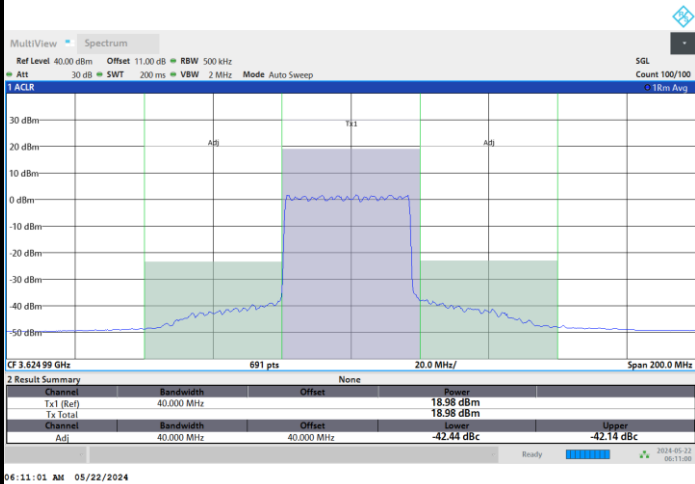 MultiView Spectrum
Ref Level 40.00 dBm Offset 11.00 dB RBW 500 kHz SGL
Att 30 dB SWT 200 ms VBW 2 MHz Mode Auto Sweep Count 100/100
1 ACLR 1Rm Avg
Tx1
Adj Adj
30 dBm
20 dBm
10 dBm
0 dBm
-10 dBm
-20 dBm
-30 dBm
-40 dBm
-50 dBm
CF 3.624 99 GHz 691 pts 20.0 MHz/ Span 200.0 MHz
2 Result Summary None
Channel Bandwidth Offset Power
Tx1 (Ref) 40.000 MHz 18.98 dBm
Tx Total 18.98 dBm
Channel Bandwidth Offset Lower Upper
Adj 40.000 MHz 40.000 MHz -42.44 dBc -42.14 dBc
Ready 2024-05-22
06:11:00
06:11:01 AM 05/22/2024